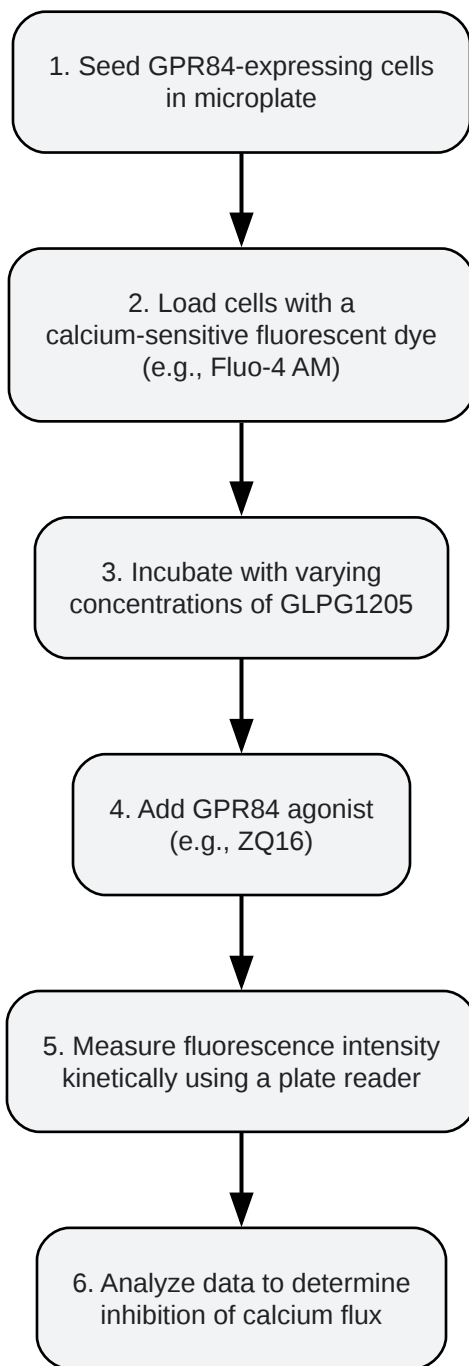 1. Seed GPR84-expressing cells
in microplate
2. Load cells with a
calcium-sensitive fluorescent dye
(e.g., Fluo-4 AM)
3. Incubate with varying
concentrations of GLPG1205
4. Add GPR84 agonist
(e.g., ZQ16)
5. Measure fluorescence intensity
kinetically using a plate reader
6. Analyze data to determine
inhibition of calcium flux